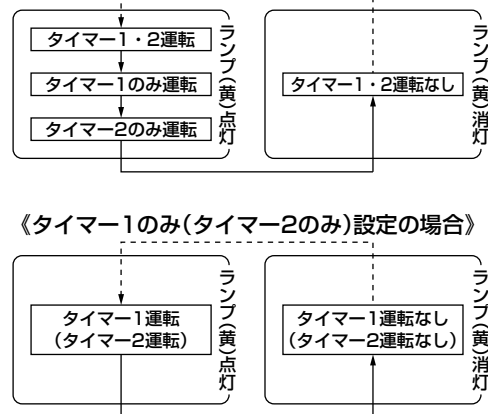 タイマー1・2運転
タイマー1のみ運転
タイマー2のみ運転
ランプ（黄）点灯
タイマー1・2運転なし
ランプ（黄）消灯
《タイマー1のみ（タイマー2のみ）設定の場合》
タイマー1運転
（タイマー2運転）
ランプ（黄）点灯
タイマー1運転なし
（タイマー2運転なし）
ランプ（黄）消灯